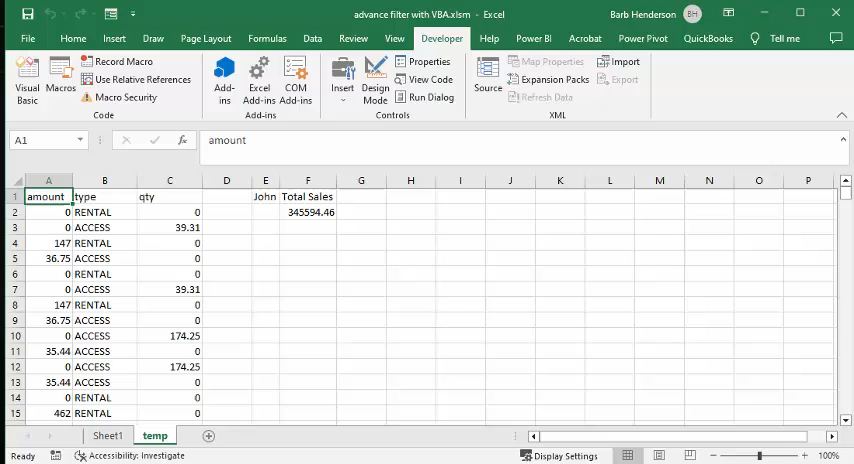 advance filter with VBA.xlsm - Excel
Barb Henderson BH
File Home Insert Draw Page Layout Formulas Data Review View Developer Help Power BI Acrobat Power Pivot QuickBooks Tell me
Visual Basic
Macros
Record Macro
Use Relative References
Macro Security
Code
Add-ins
Excel Add-ins
COM Add-ins
Add-ins
Insert
Design Mode
Properties
View Code
Run Dialog
Controls
Source
Map Properties
Expansion Packs
Refresh Data
Import
Export
XML
A1 fx amount
A B C D E F G H I J K L M N O P
1 amount type qty John Total Sales
2 0 RENTAL 0 345594.46
3 0 ACCESS 39.31
4 147 RENTAL 0
5 36.75 ACCESS 0
6 0 RENTAL 0
7 0 ACCESS 39.31
8 147 RENTAL 0
9 36.75 ACCESS 0
10 0 ACCESS 174.25
11 35.44 ACCESS 0
12 0 ACCESS 174.25
13 35.44 ACCESS 0
14 0 RENTAL 0
15 462 RENTAL 0
Sheet1 temp
Ready Accessibility: Investigate Display Settings 100%